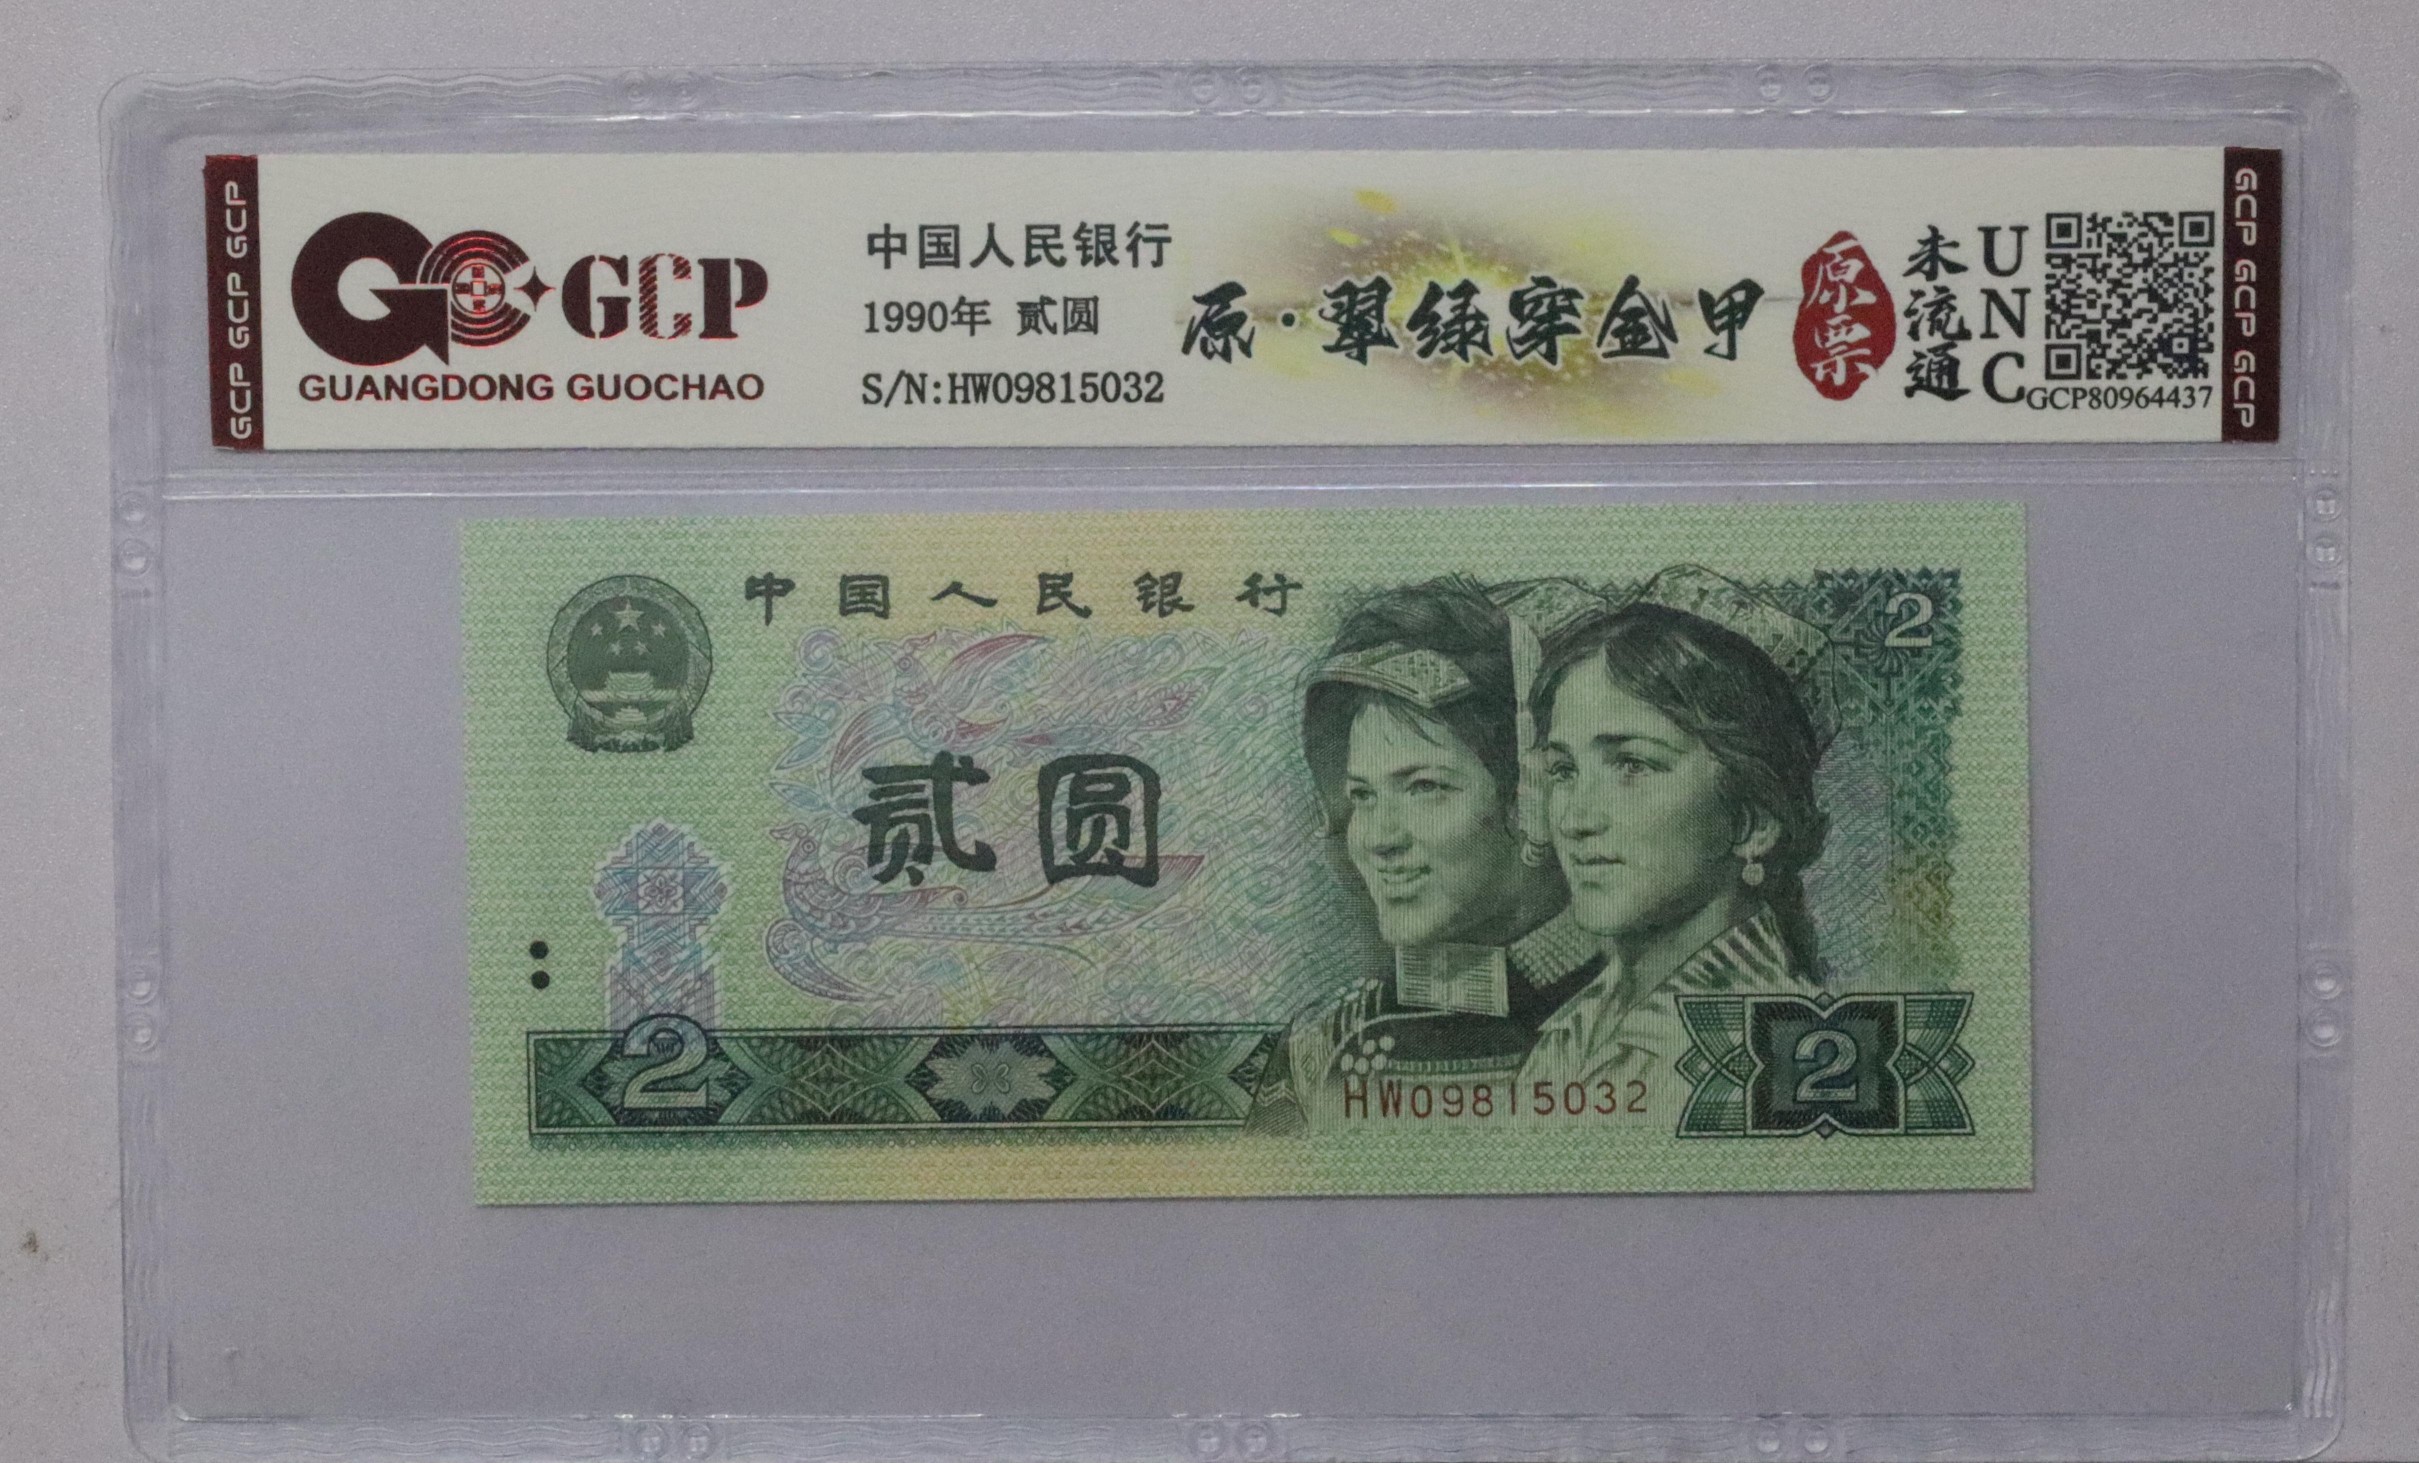 GCP GCP GCP
GCP
GUANGDONG GUOCHAO
中国人民银行
1990年 贰圆
S/N:HW09815032
原·翠绿穿金甲
原票
未流通
UNC
GCP80964437
GCP GCP GCP
中国人民银行
贰圆
2
2
2
HW09815032